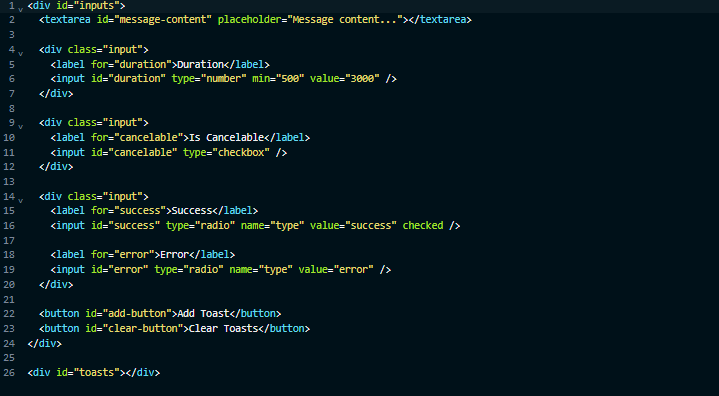 1 <div id="inputs">
2 <textarea id="message-content" placeholder="Message content..."></textarea>
3
4 <div class="input">
5 <label for="duration">Duration</label>
6 <input id="duration" type="number" min="500" value="3000" />
7 </div>
8
9 <div class="input">
10 <label for="cancelable">Is Cancelable</label>
11 <input id="cancelable" type="checkbox" />
12 </div>
13
14 <div class="input">
15 <label for="success">Success</label>
16 <input id="success" type="radio" name="type" value="success" checked />
17
18 <label for="error">Error</label>
19 <input id="error" type="radio" name="type" value="error" />
20 </div>
21
22 <button id="add-button">Add Toast</button>
23 <button id="clear-button">Clear Toasts</button>
24 </div>
25
26 <div id="toasts"></div>